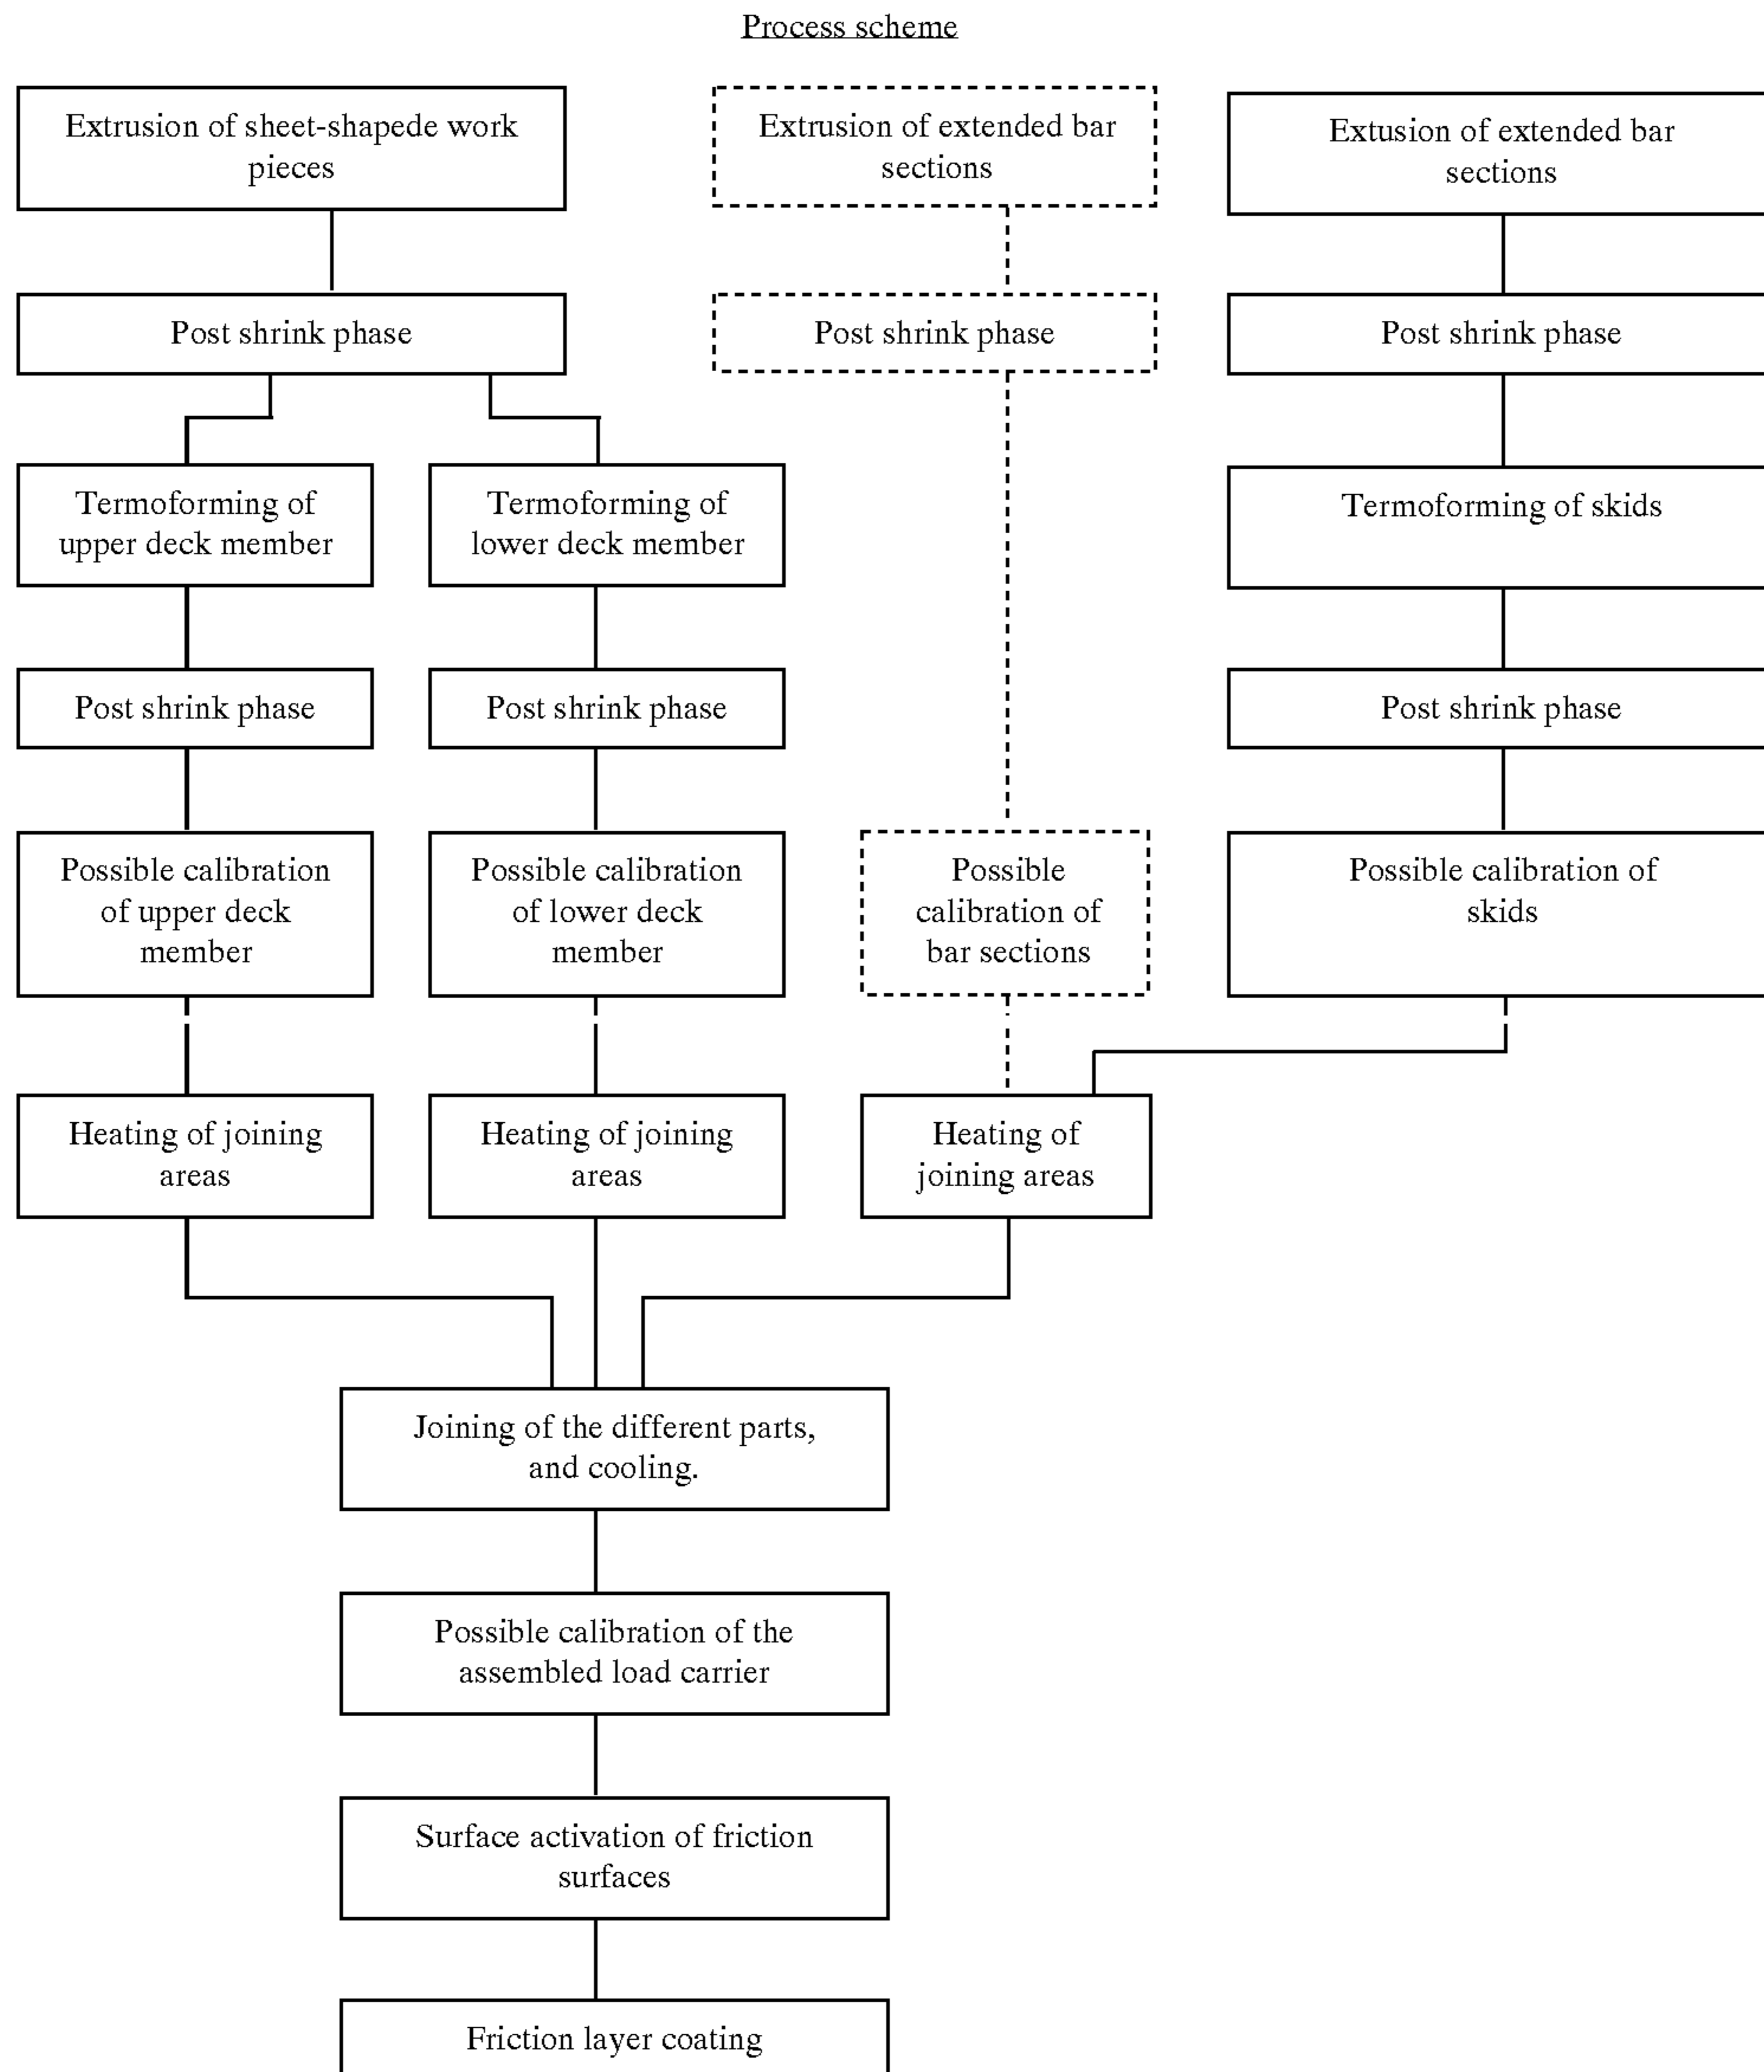 Process scheme
Extrusion of sheet-shapede work
pieces
Extrusion of extended bar
sections
Extusion of extended bar
sections
Post shrink phase
Post shrink phase
Post shrink phase
Termoforming of
upper deck member
Termoforming of
lower deck member
Termoforming of skids
Post shrink phase
Post shrink phase
Post shrink phase
Possible calibration
of upper deck
member
Possible calibration
of lower deck
member
Possible
calibration of
bar sections
Possible calibration of
skids
Heating of joining
areas
Heating of joining
areas
Heating of
joining areas
Joining of the different parts,
and cooling.
Possible calibration of the
assembled load carrier
Surface activation of friction
surfaces
Friction layer coating